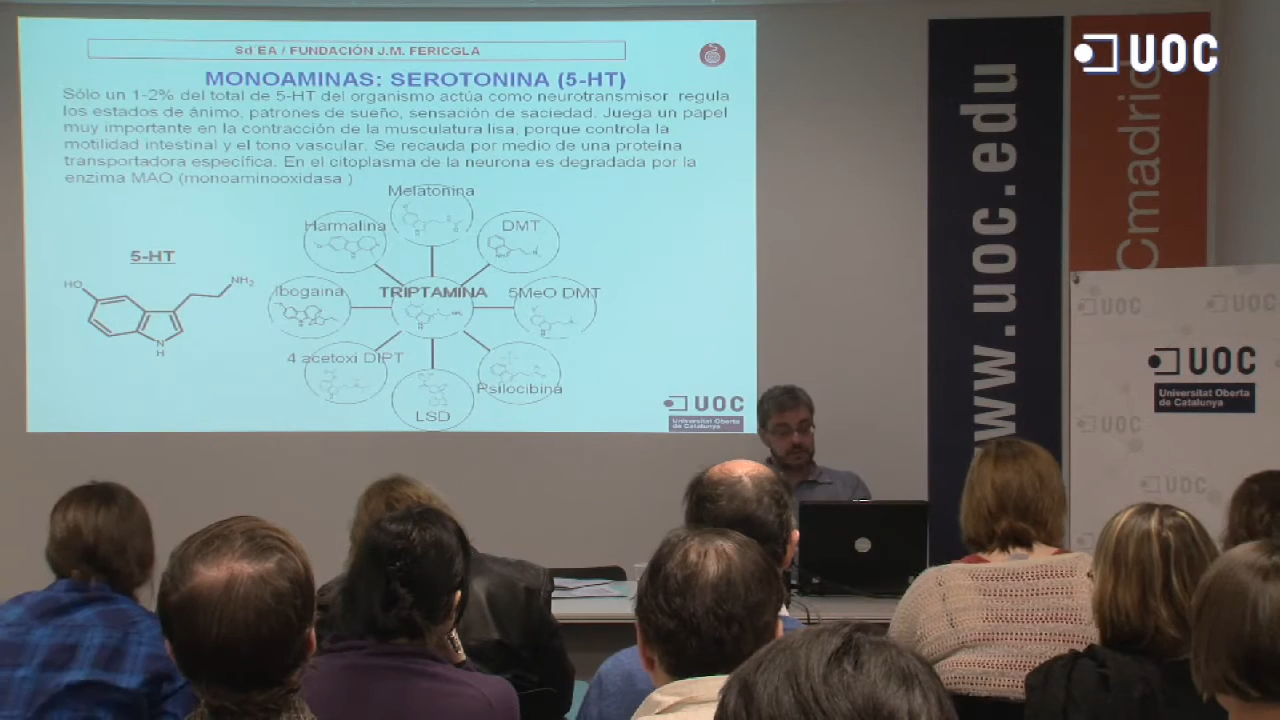 Sd'EA / FUNDACIÓN J.M. FERICGLA
MONOAMINAS: SEROTONINA (5-HT)
Sólo un 1-2% del total de 5-HT del organismo actúa como neurotransmisor regula
los estados de ánimo, patrones de sueño, sensación de saciedad. Juega un papel
muy importante en la contracción de la musculatura lisa, porque controla la
motilidad intestinal y el tono vascular. Se recauda por medio de una proteína
transportadora específica. En el citoplasma de la neurona es degradada por la
enzima MAO (monoaminooxidasa )
Melatonina
Harmalina
DMT
5-HT
HO
NH2
N
H
Ibogaína
TRIPTAMINA
5MeO DMT
4 acetoxi DIPT
Psilocibina
LSD
UOC
Universitat Oberta
de Catalunya
www.uoc.edu
Cmadrid
UOC
UOC
UOC
UOC
Universitat Oberta
de Catalunya
UOC
UOC